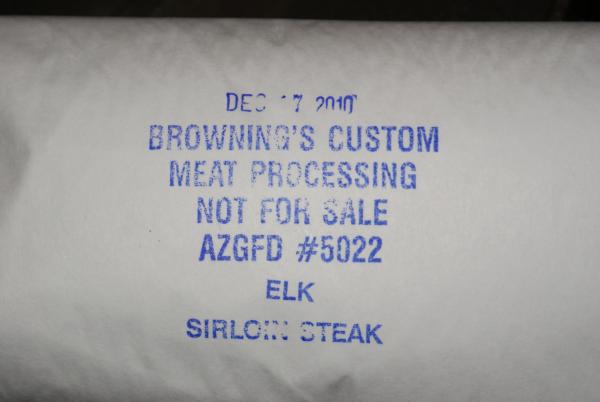 DEC 17 2010
BROWNING'S CUSTOM
MEAT PROCESSING
NOT FOR SALE
AZGFD #5022
ELK
SIRLOIN STEAK